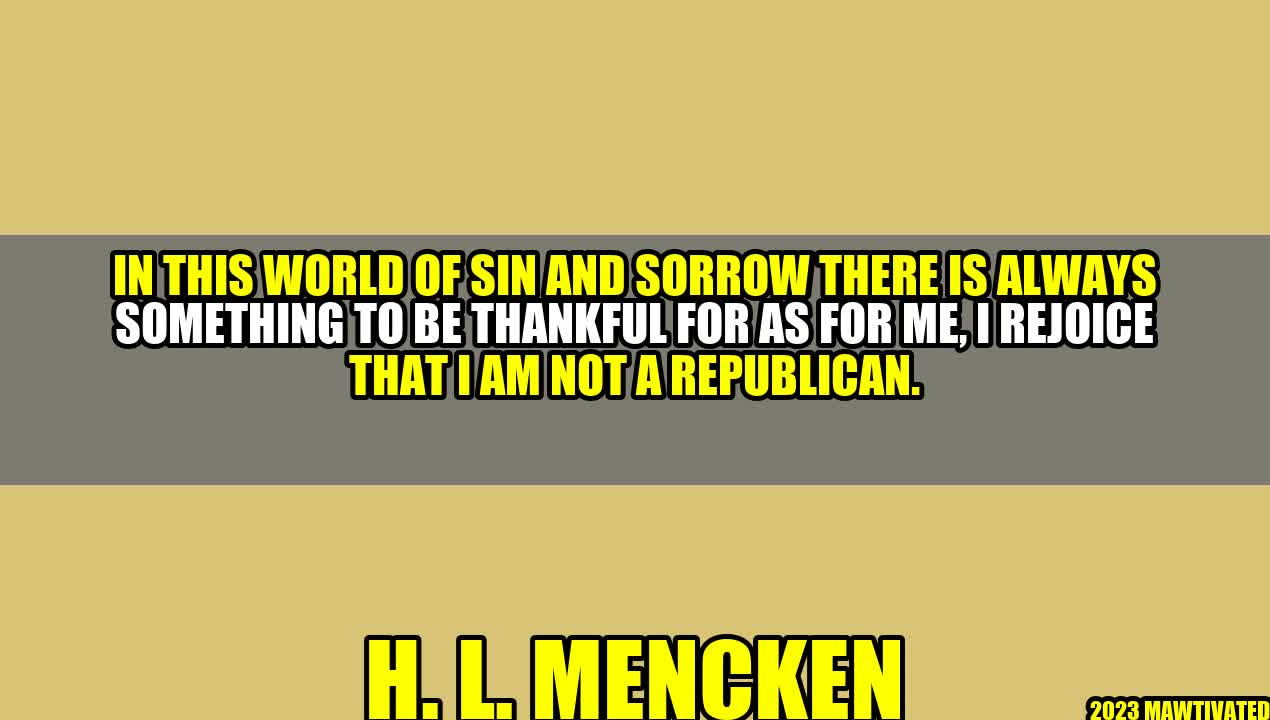 IN THIS WORLD OF SIN AND SORROW THERE IS ALWAYS
SOMETHING TO BE THANKFUL FOR AS FOR ME, I REJOICE
THAT I AM NOT A REPUBLICAN.
H. L. MENCKEN
2023 MAWTIVATED